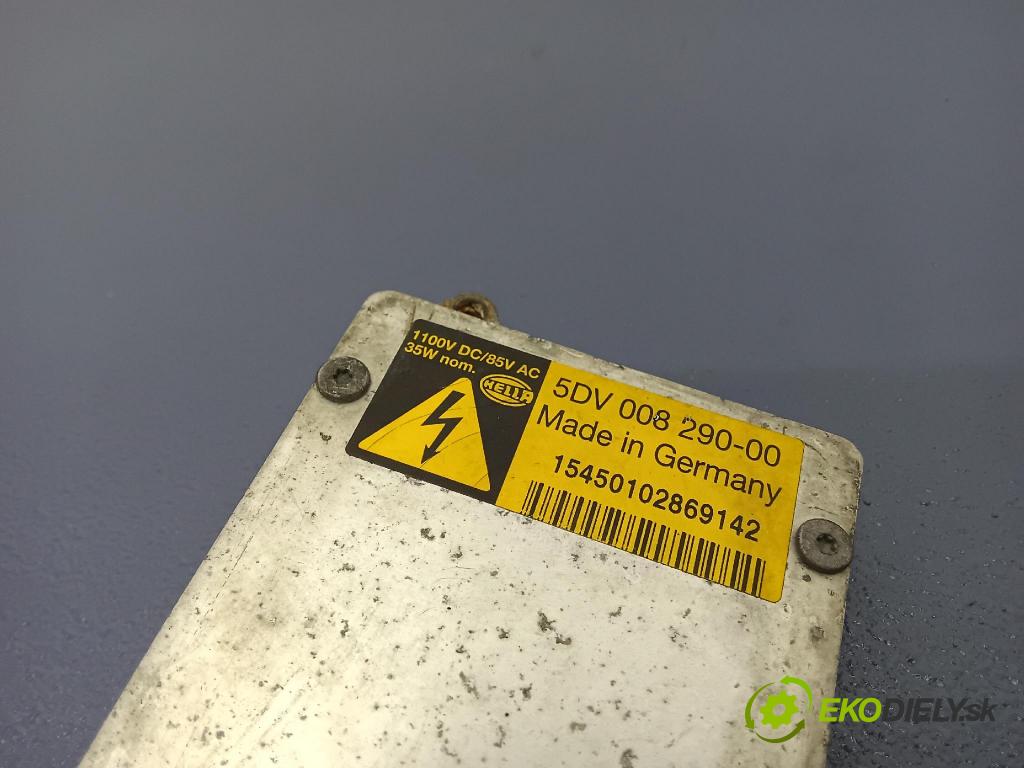 1100V DC/85V AC
35W nom.
HELLA
5DV 008 290-00
Made in Germany
15450102869142
EKODIELY.sk